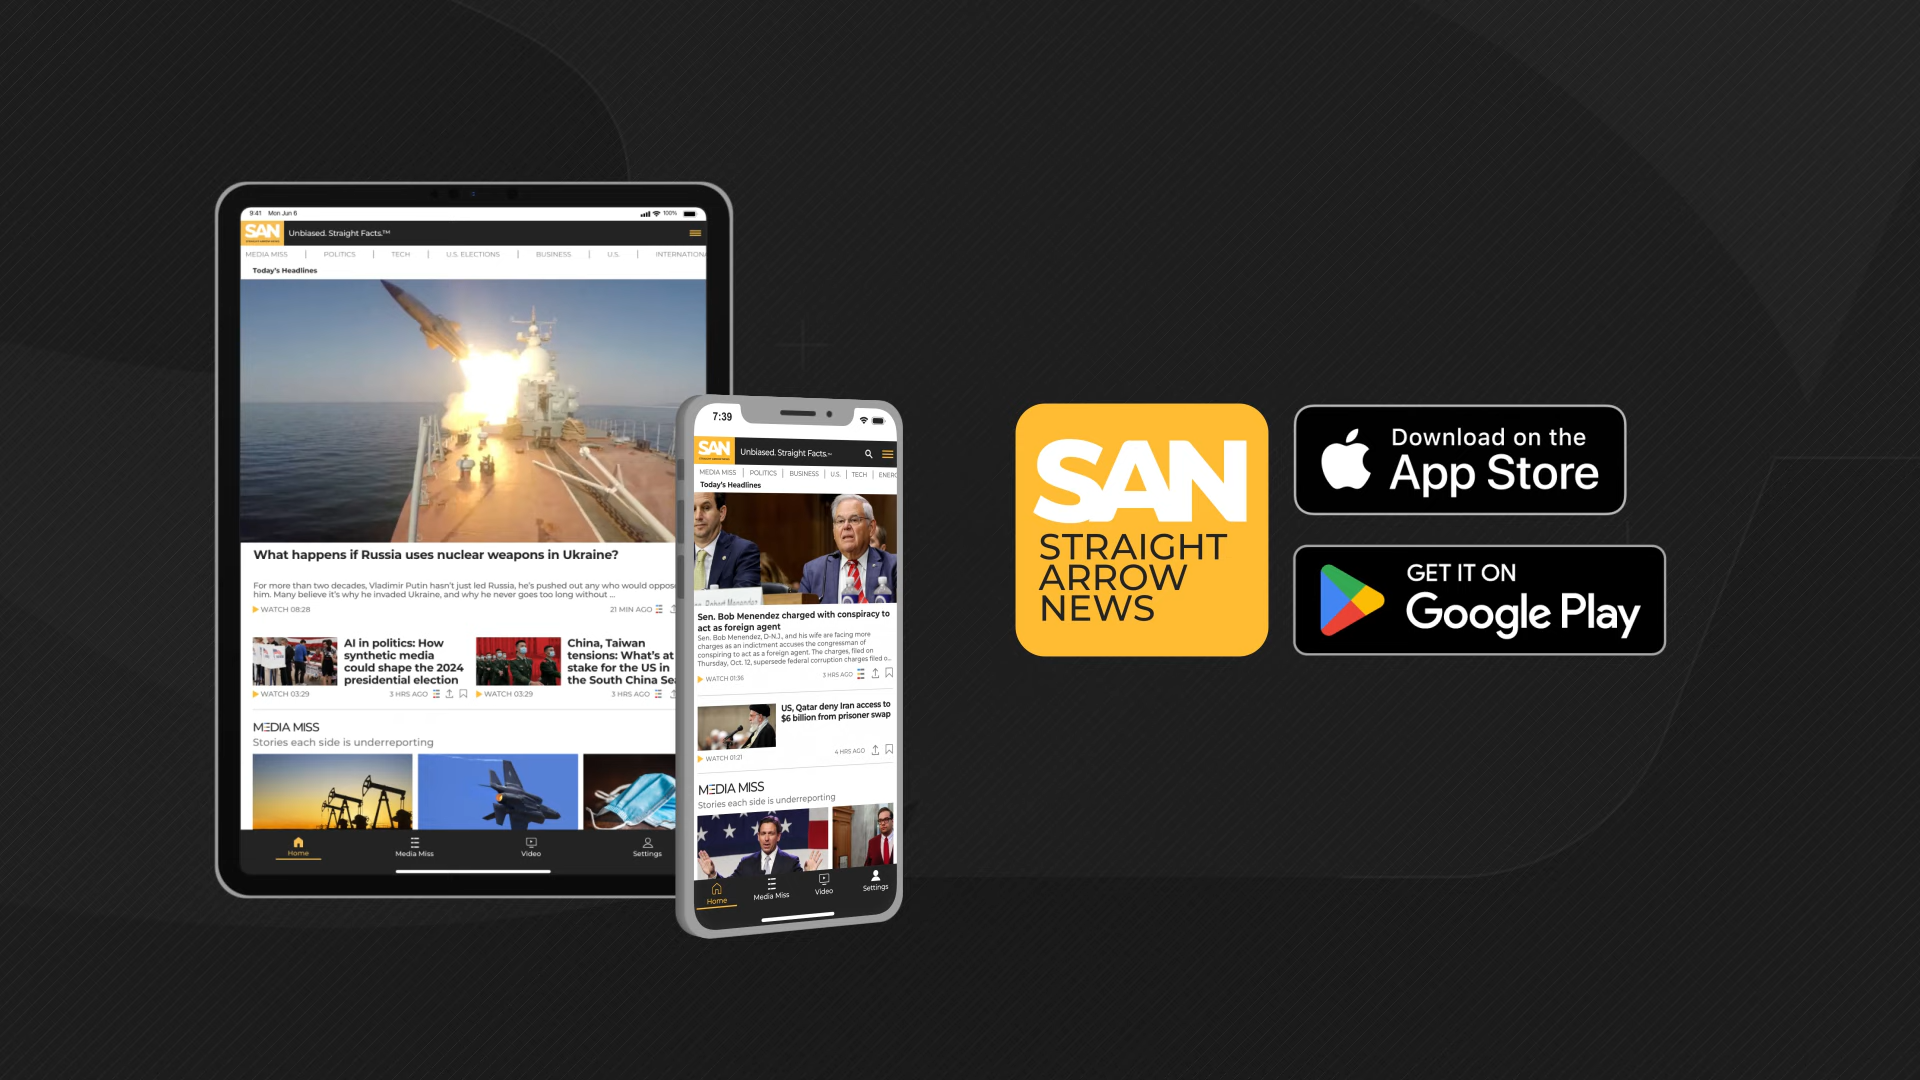 9:41 Mon Jun 6
100%
SAN
Unbiased. Straight Facts.™
MEDIA MISS | POLITICS | TECH | U.S. ELECTIONS | BUSINESS | U.S. | INTERNATIONA
Today's Headlines
What happens if Russia uses nuclear weapons in Ukraine?
For more than two decades, Vladimir Putin hasn't just led Russia, he's pushed out any who would oppose
him. Many believe it's why he invaded Ukraine, and why he never goes too long without ...
WATCH 08:28
21 MIN AGO
AI in politics: How
synthetic media
could shape the 2024
presidential election
WATCH 03:29
3 HRS AGO
China, Taiwan
tensions: What's at
stake for the US in
the South China Sea
WATCH 03:29
3 HRS AGO
MEDIA MISS
Stories each side is underreporting
Home
Media Miss
Video
Settings
7:39
SAN
Unbiased. Straight Facts.™
MEDIA MISS | POLITICS | BUSINESS | U.S. | TECH | ENERG
Today's Headlines
Robert Menendez
Sen. Bob Menendez charged with conspiracy to
act as foreign agent
Sen. Bob Menendez, D-N.J., and his wife are facing more
charges as an indictment accuses the congressman of
conspiring to act as a foreign agent. The charges, filed on
Thursday, Oct. 12, supersede federal corruption charges filed o...
WATCH 01:36
3 HRS AGO
US, Qatar deny Iran access to
$6 billion from prisoner swap
4 HRS AGO
WATCH 01:21
MEDIA MISS
Stories each side is underreporting
Home
Media Miss
Video
Settings
SAN
STRAIGHT
ARROW
NEWS
Download on the
App Store
GET IT ON
Google Play